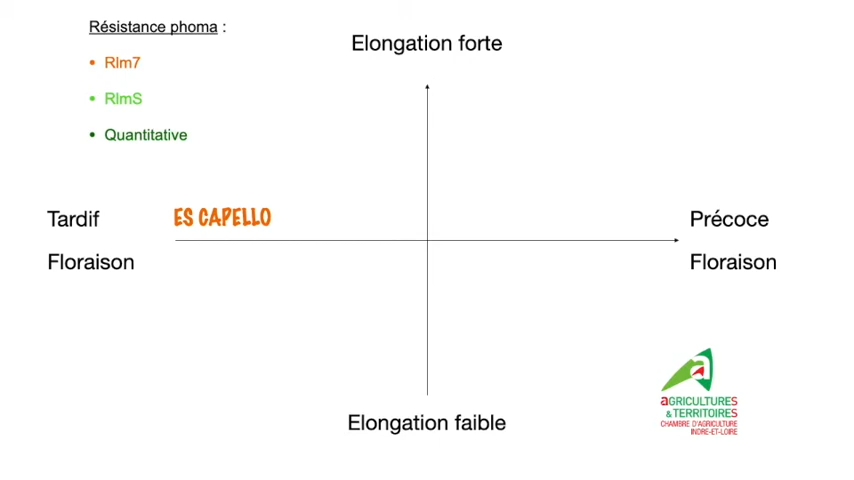 Résistance phoma :
• Rlm7
• RlmS
• Quantitative
Elongation forte
Tardif
Floraison
ES CAPELLO
Précoce
Floraison
Elongation faible
a
aGRICULTURES
& TERRITOIRES
CHAMBRE D'AGRICULTURE
INDRE-ET-LOIRE